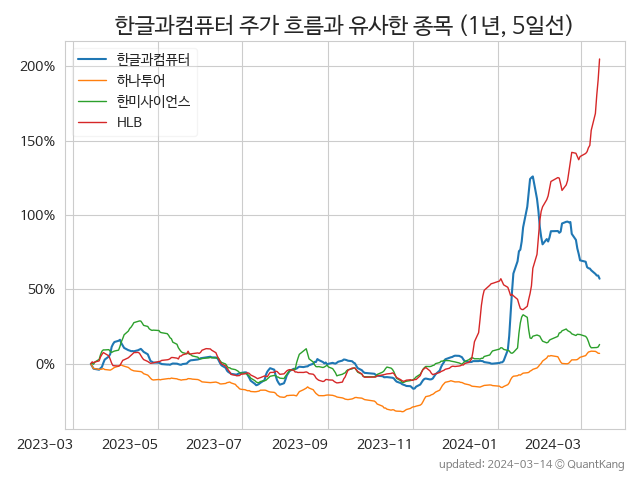 한글과컴퓨터 주가 흐름과 유사한 종목 (1년, 5일선)
한글과컴퓨터
하나투어
한미사이언스
HLB
200%
150%
100%
50%
0%
2023-03 2023-05 2023-07 2023-09 2023-11 2024-01 2024-03
updated: 2024-03-14 © QuantKang